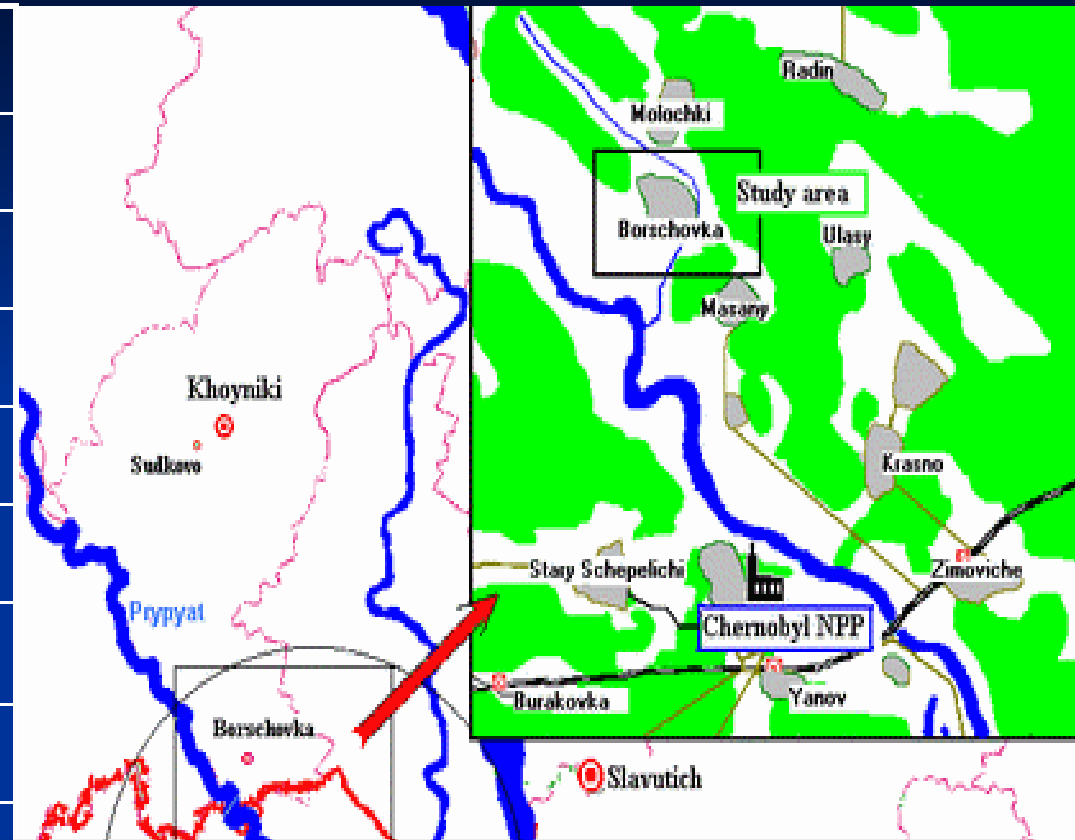 Radin
Molochki
Study area
Borschovka
Ulasy
Masany
Khoyniki
Sudkovo
Krasno
Stary Schepelichi
Zimoviche
Prypyat
Chernobyl NPP
Burakovka
Yanov
Borschovka
Slavutich